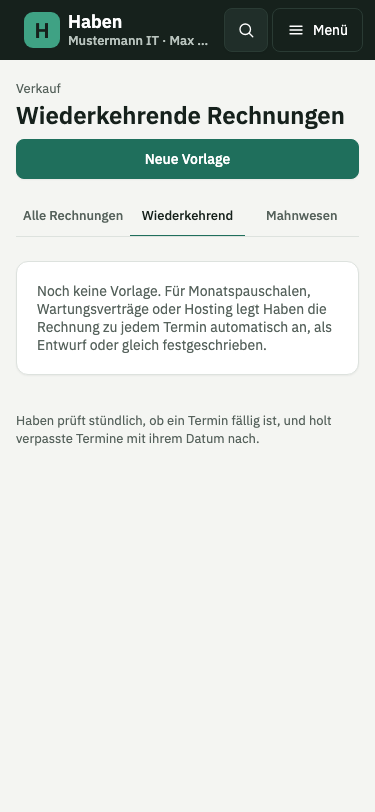 H
Haben
Mustermann IT · Max ...
Menü
Verkauf
Wiederkehrende Rechnungen
Neue Vorlage
Alle Rechnungen
Wiederkehrend
Mahnwesen
Noch keine Vorlage. Für Monatspauschalen,
Wartungsverträge oder Hosting legt Haben die
Rechnung zu jedem Termin automatisch an, als
Entwurf oder gleich festgeschrieben.
Haben prüft stündlich, ob ein Termin fällig ist, und holt
verpasste Termine mit ihrem Datum nach.